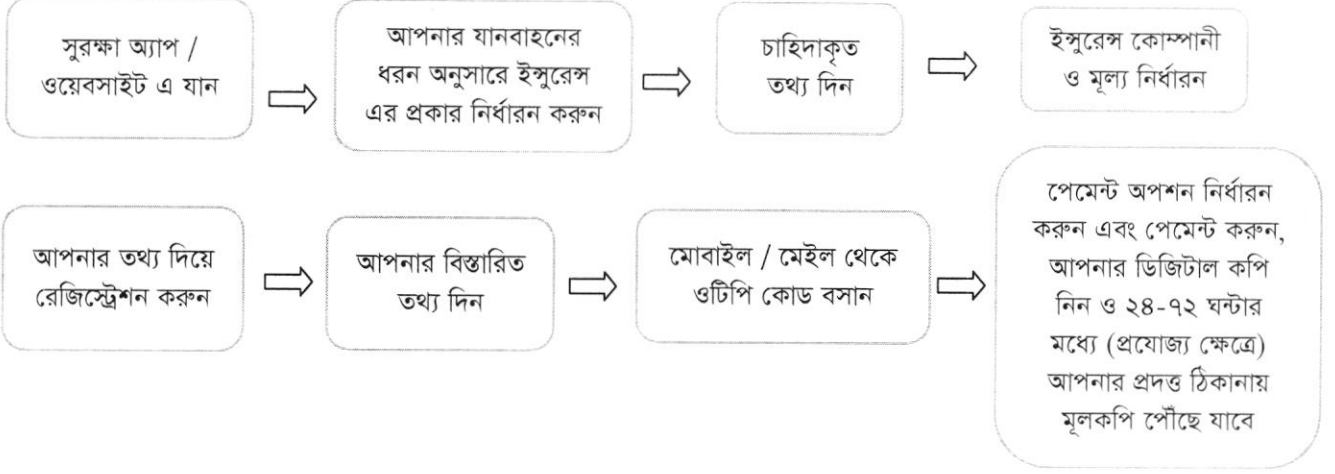 সুরক্ষা অ্যাপ /
ওয়েবসাইট এ যান
আপনার যানবাহনের
ধরন অনুসারে ইন্সুরেন্স
এর প্রকার নির্ধারন করুন
চাহিদাকৃত
তথ্য দিন
ইন্সুরেন্স কোম্পানী
ও মূল্য নির্ধারন
আপনার তথ্য দিয়ে
রেজিস্ট্রেশন করুন
আপনার বিস্তারিত
তথ্য দিন
মোবাইল / মেইল থেকে
ওটিপি কোড বসান
পেমেন্ট অপশন নির্ধারন
করুন এবং পেমেন্ট করুন,
আপনার ডিজিটাল কপি
নিন ও ২৪-৭২ ঘন্টার
মধ্যে (প্রযোজ্য ক্ষেত্রে)
আপনার প্রদত্ত ঠিকানায়
মূলকপি পৌঁছে যাবে